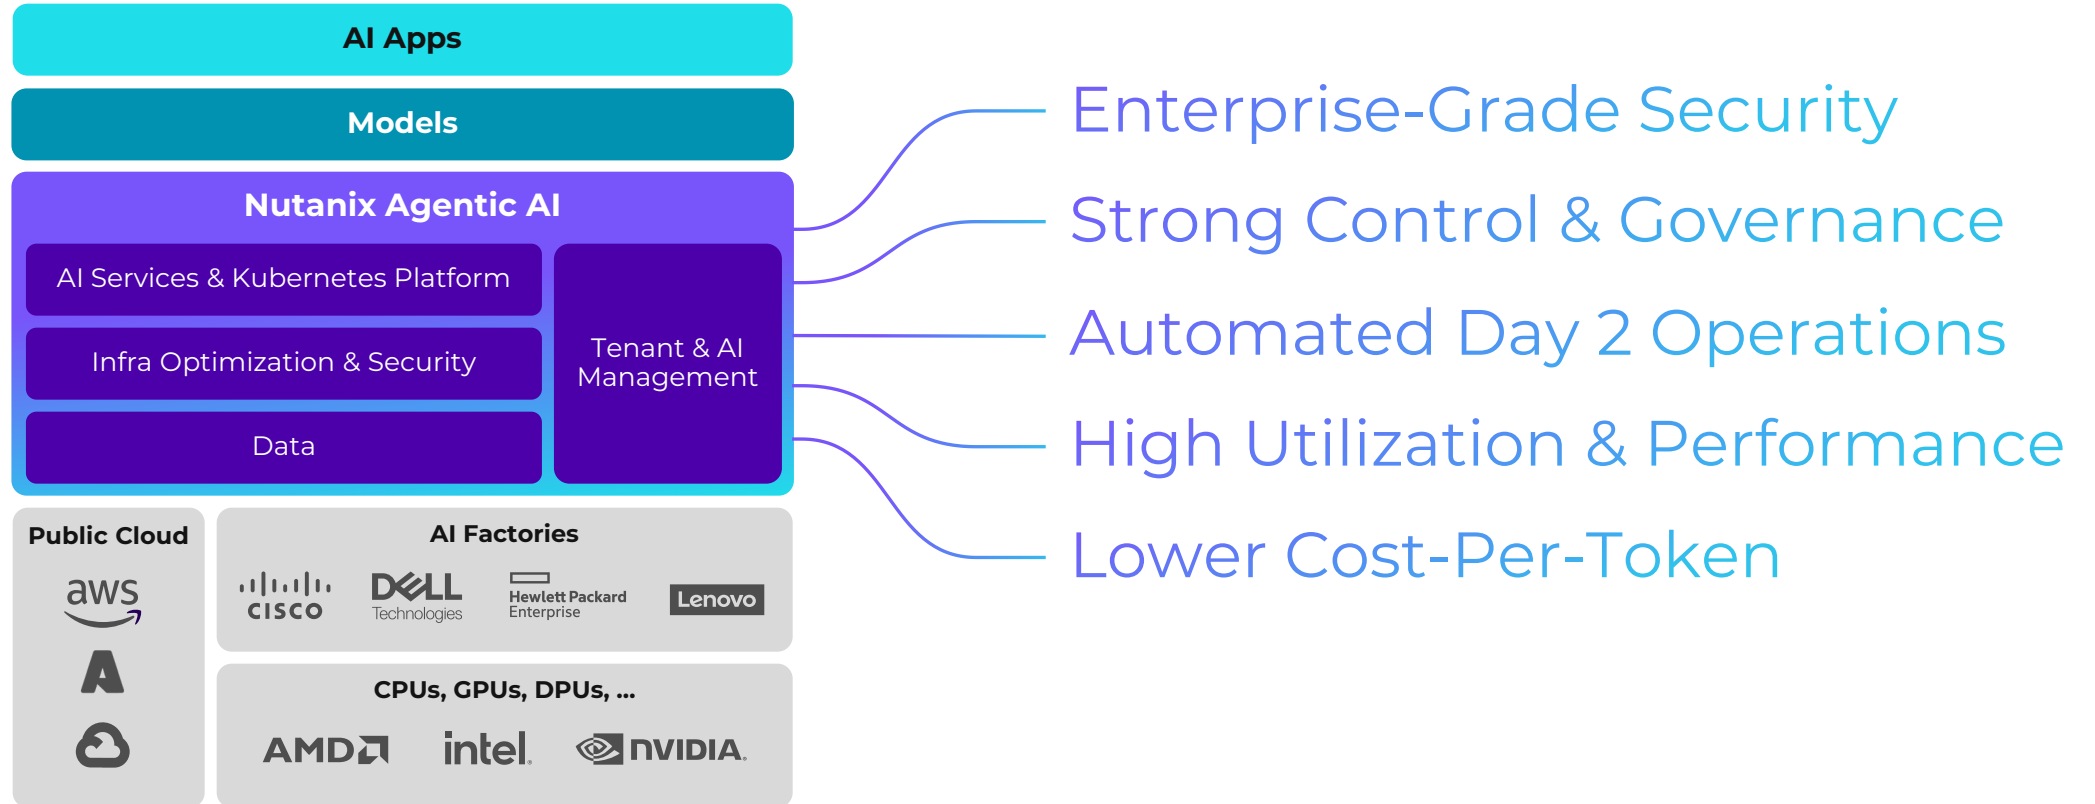 AI Apps
Models
Nutanix Agentic AI
AI Services & Kubernetes Platform
Infra Optimization & Security
Data
Tenant & AI
Management
Public Cloud
aws
AI Factories
CISCO
DELL
Technologies
Hewlett Packard
Enterprise
Lenovo
CPUs, GPUs, DPUs, ...
AMD
intel.
NVIDIA.
Enterprise-Grade Security
Strong Control & Governance
Automated Day 2 Operations
High Utilization & Performance
Lower Cost-Per-Token